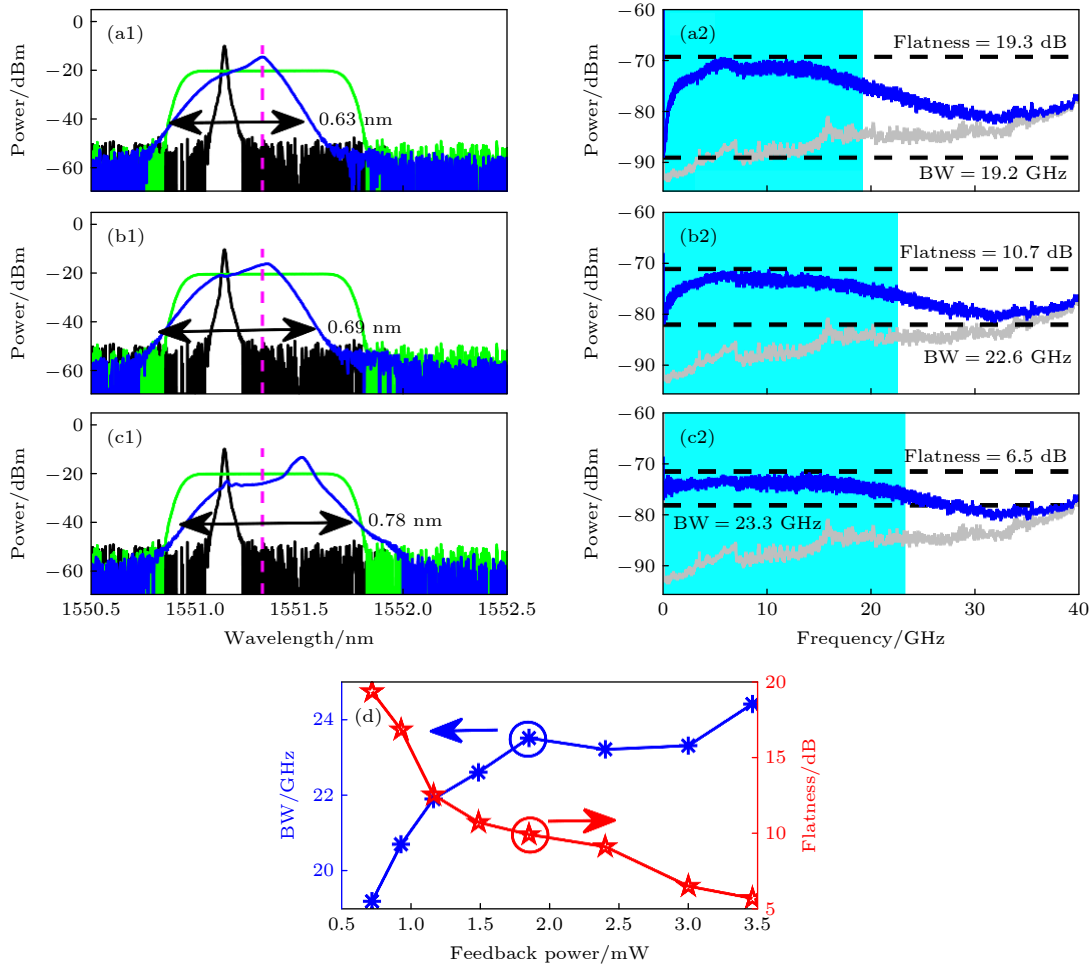 (a1)
0.63 nm
Power/dBm
0
−20
−40
−60
(a2)
Flatness = 19.3 dB
BW = 19.2 GHz
Power/dBm
−60
−70
−80
−90
(b1)
0.69 nm
Power/dBm
0
−20
−40
−60
(b2)
Flatness = 10.7 dB
BW = 22.6 GHz
Power/dBm
−60
−70
−80
−90
(c1)
0.78 nm
Power/dBm
0
−20
−40
−60
1550.5 1551.0 1551.5 1552.0 1552.5
Wavelength/nm
(c2)
Flatness = 6.5 dB
BW = 23.3 GHz
Power/dBm
−60
−70
−80
−90
0 10 20 30 40
Frequency/GHz
(d)
BW/GHz
24
22
20
Flatness/dB
20
15
10
5
0.5 1.0 1.5 2.0 2.5 3.0 3.5
Feedback power/mW